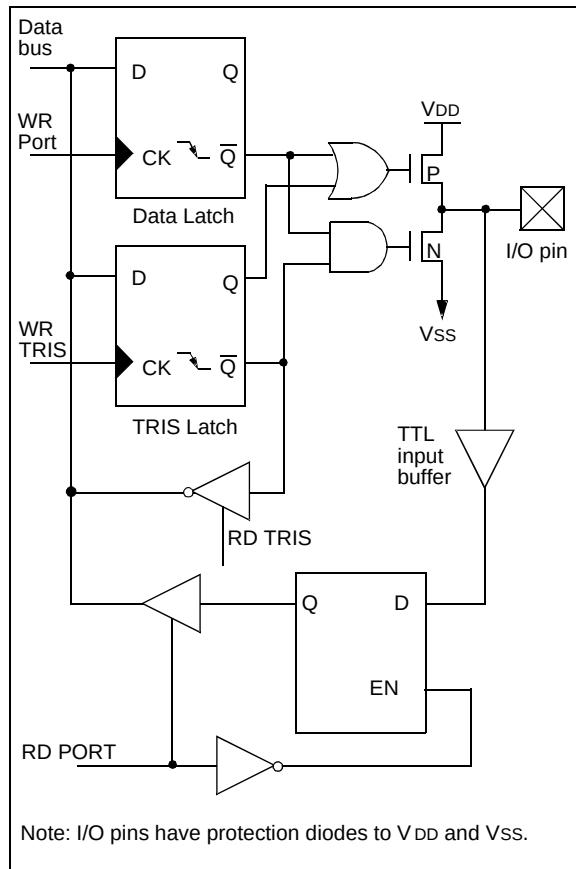 Data
bus
D
Q
WR
Port
CK
Q
VDD
P
Data Latch
I/O pin
N
D
Q
WR
TRIS
VSS
CK
Q
TRIS Latch
TTL
input
buffer
RD TRIS
Q
D
EN
RD PORT
Note: I/O pins have protection diodes to VDD and VSS.